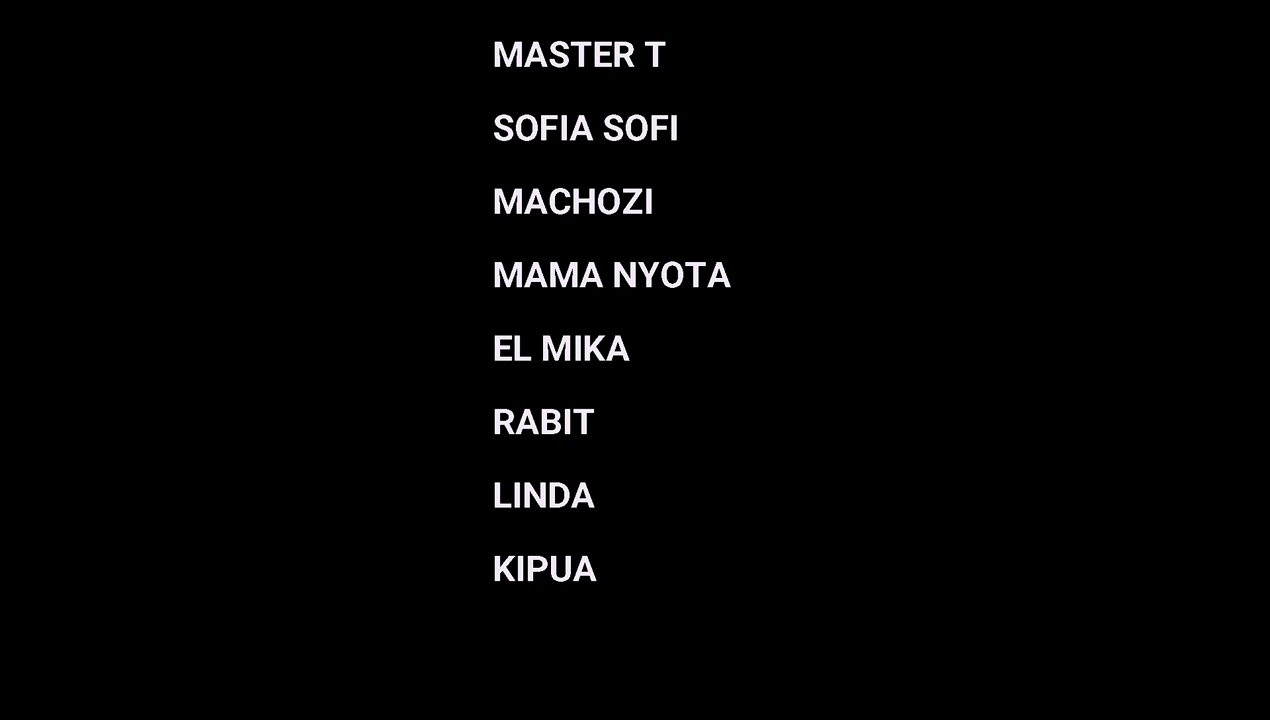 MASTER T
SOFIA SOFI
MACHOZI
MAMA NYOTA
EL MIKA
RABIT
LINDA
KIPUA